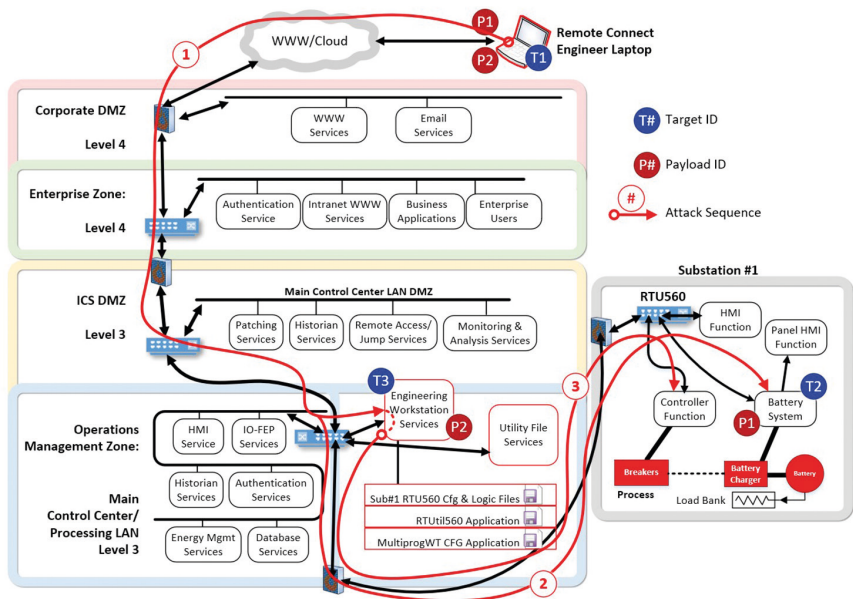 P1
Remote Connect
Engineer Laptop
WWW/Cloud
1
P2
T1
Corporate DMZ
Level 4
WWW
Services
Email
Services
T# Target ID
P# Payload ID
#
Attack Sequence
Enterprise Zone:
Level 4
Authentication
Service
Intranet WWW
Services
Business
Applications
Enterprise
Users
ICS DMZ
Level 3
Main Control Center LAN DMZ
Patching
Services
Historian
Services
Remote Access/
Jump Services
Monitoring &
Analysis Services
Substation #1
RTU560
HMI
Function
Panel HMI
Function
3
T2
Controller
Function
P1
Battery
System
Breakers
Process
Battery
Charger
Battery
Load Bank
Operations
Management Zone:
Main
Control Center/
Processing LAN
Level 3
HMI
Service
IO-FEP
Services
T3
Engineering
Workstation
Services
P2
Utility File
Services
Historian
Services
Authentication
Services
Energy Mgmt
Services
Database
Services
Sub#1 RTU560 Cfg & Logic Files
RTUtil560 Application
MultiprogWT CFG Application
2